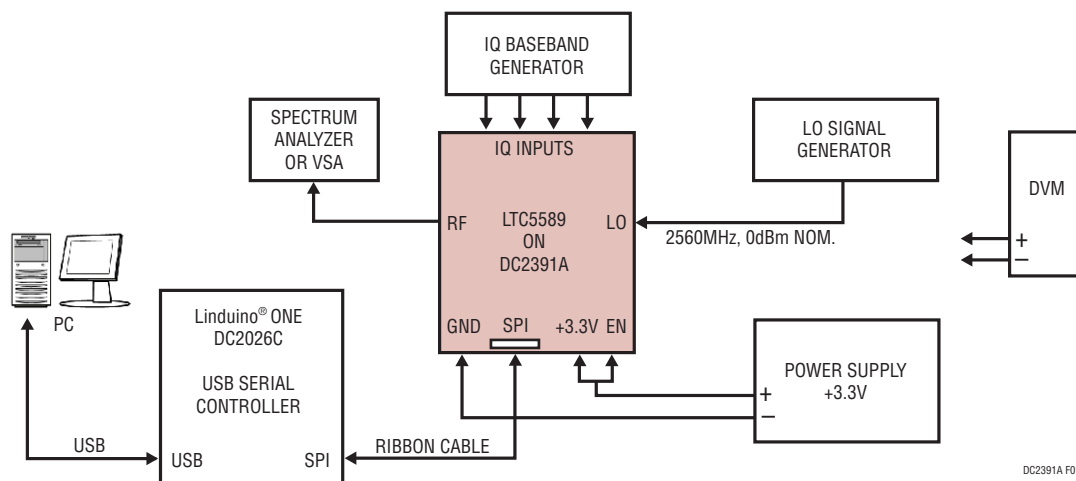 IQ BASEBAND
GENERATOR
SPECTRUM
ANALYZER
OR VSA
IQ INPUTS
LO SIGNAL
GENERATOR
DVM
+
−
RF
LTC5589
ON
DC2391A
LO
2560MHz, 0dBm NOM.
PC
Linduino® ONE
DC2026C
USB SERIAL
CONTROLLER
GND
SPI
+3.3V
EN
POWER SUPPLY
+3.3V
+
−
USB
USB
SPI
RIBBON CABLE
DC2391A F0